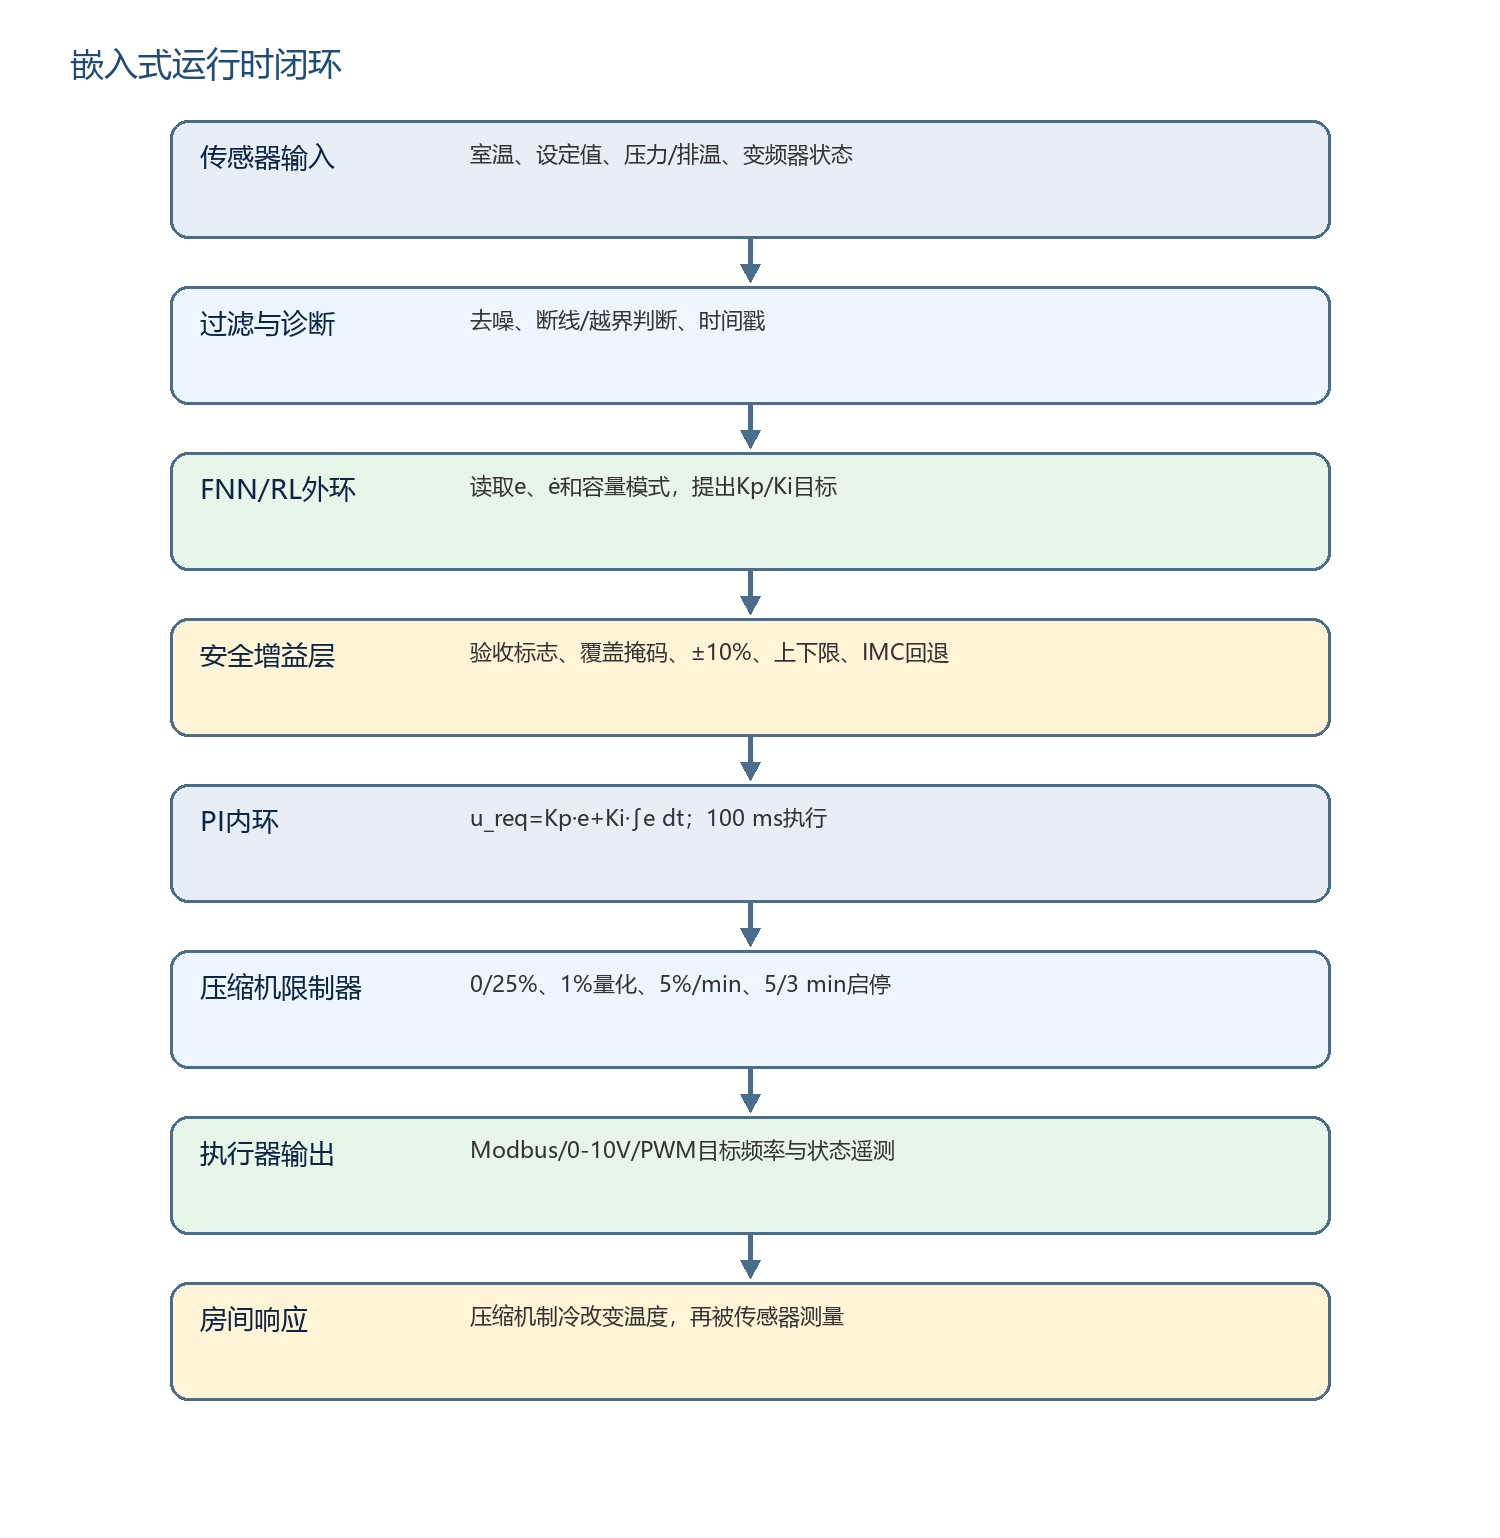 嵌入式运行时闭环
传感器输入
室温、设定值、压力/排温、变频器状态
过滤与诊断
去噪、断线/越界判断、时间戳
FNN/RL外环
读取e、ė和容量模式，提出Kp/Ki目标
安全增益层
验收标志、覆盖掩码、±10%、上下限、IMC回退
PI内环
u_req=Kp·e+Ki·∫e dt；100 ms执行
压缩机限制器
0/25%、1%量化、5%/min、5/3 min启停
执行器输出
Modbus/0-10V/PWM目标频率与状态遥测
房间响应
压缩机制冷改变温度，再被传感器测量